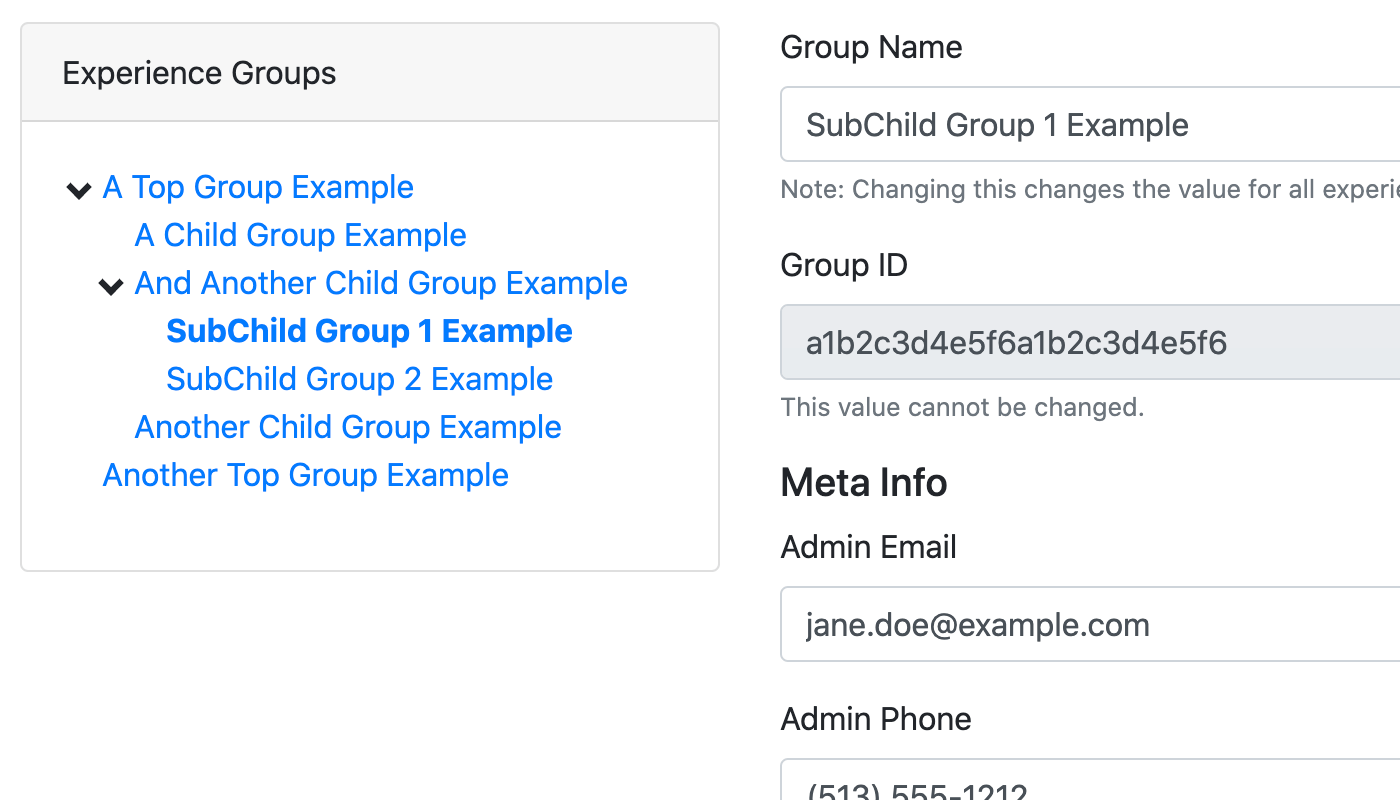 Experience Groups
A Top Group Example
A Child Group Example
And Another Child Group Example
SubChild Group 1 Example
SubChild Group 2 Example
Another Child Group Example
Another Top Group Example
Group Name
SubChild Group 1 Example
Note: Changing this changes the value for all
Group ID
a1b2c3d4e5f6a1b2c3d4e5f6
This value cannot be changed.
Meta Info
Admin Email
jane.doe@example.com
Admin Phone
(513) 555-1212